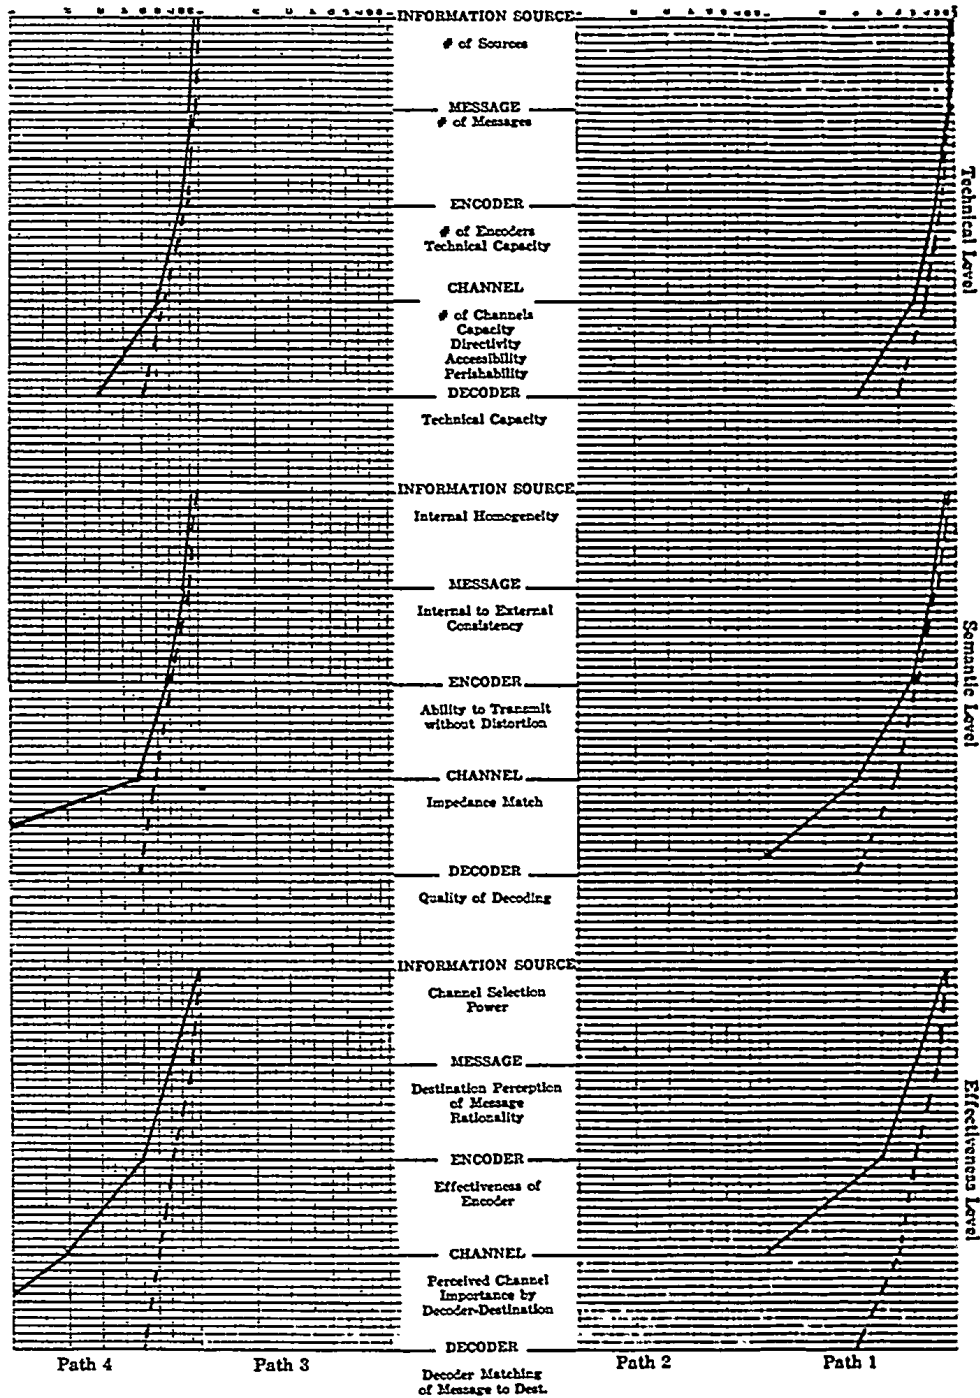 INFORMATION SOURCE
# of Sources
MESSAGE
# of Messages
ENCODER
# of Encoders
Technical Capacity
CHANNEL
# of Channels
Capacity
Directivity
Accessibility
Perishability
DECODER
Technical Capacity
Technical Level
INFORMATION SOURCE
Internal Homogeneity
MESSAGE
Internal to External
Consistency
ENCODER
Ability to Transmit
without Distortion
CHANNEL
Impedance Match
DECODER
Quality of Decoding
Semantic Level
INFORMATION SOURCE
Channel Selection
Power
MESSAGE
Destination Perception
of Message
Rationality
ENCODER
Effectiveness of
Encoder
CHANNEL
Perceived Channel
Importance by
Decoder-Destination
DECODER
Decoder Matching
of Message to Dest.
Effectiveness Level
Path 4
Path 3
Path 2
Path 1